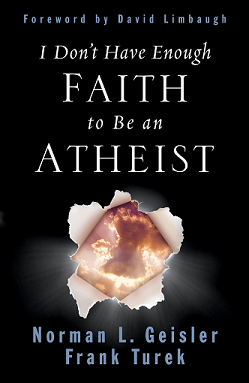 Foreword by David Limbaugh
I Don't Have Enough
FAITH
to Be an
ATHEIST
Norman L. Geisler
Frank Turek